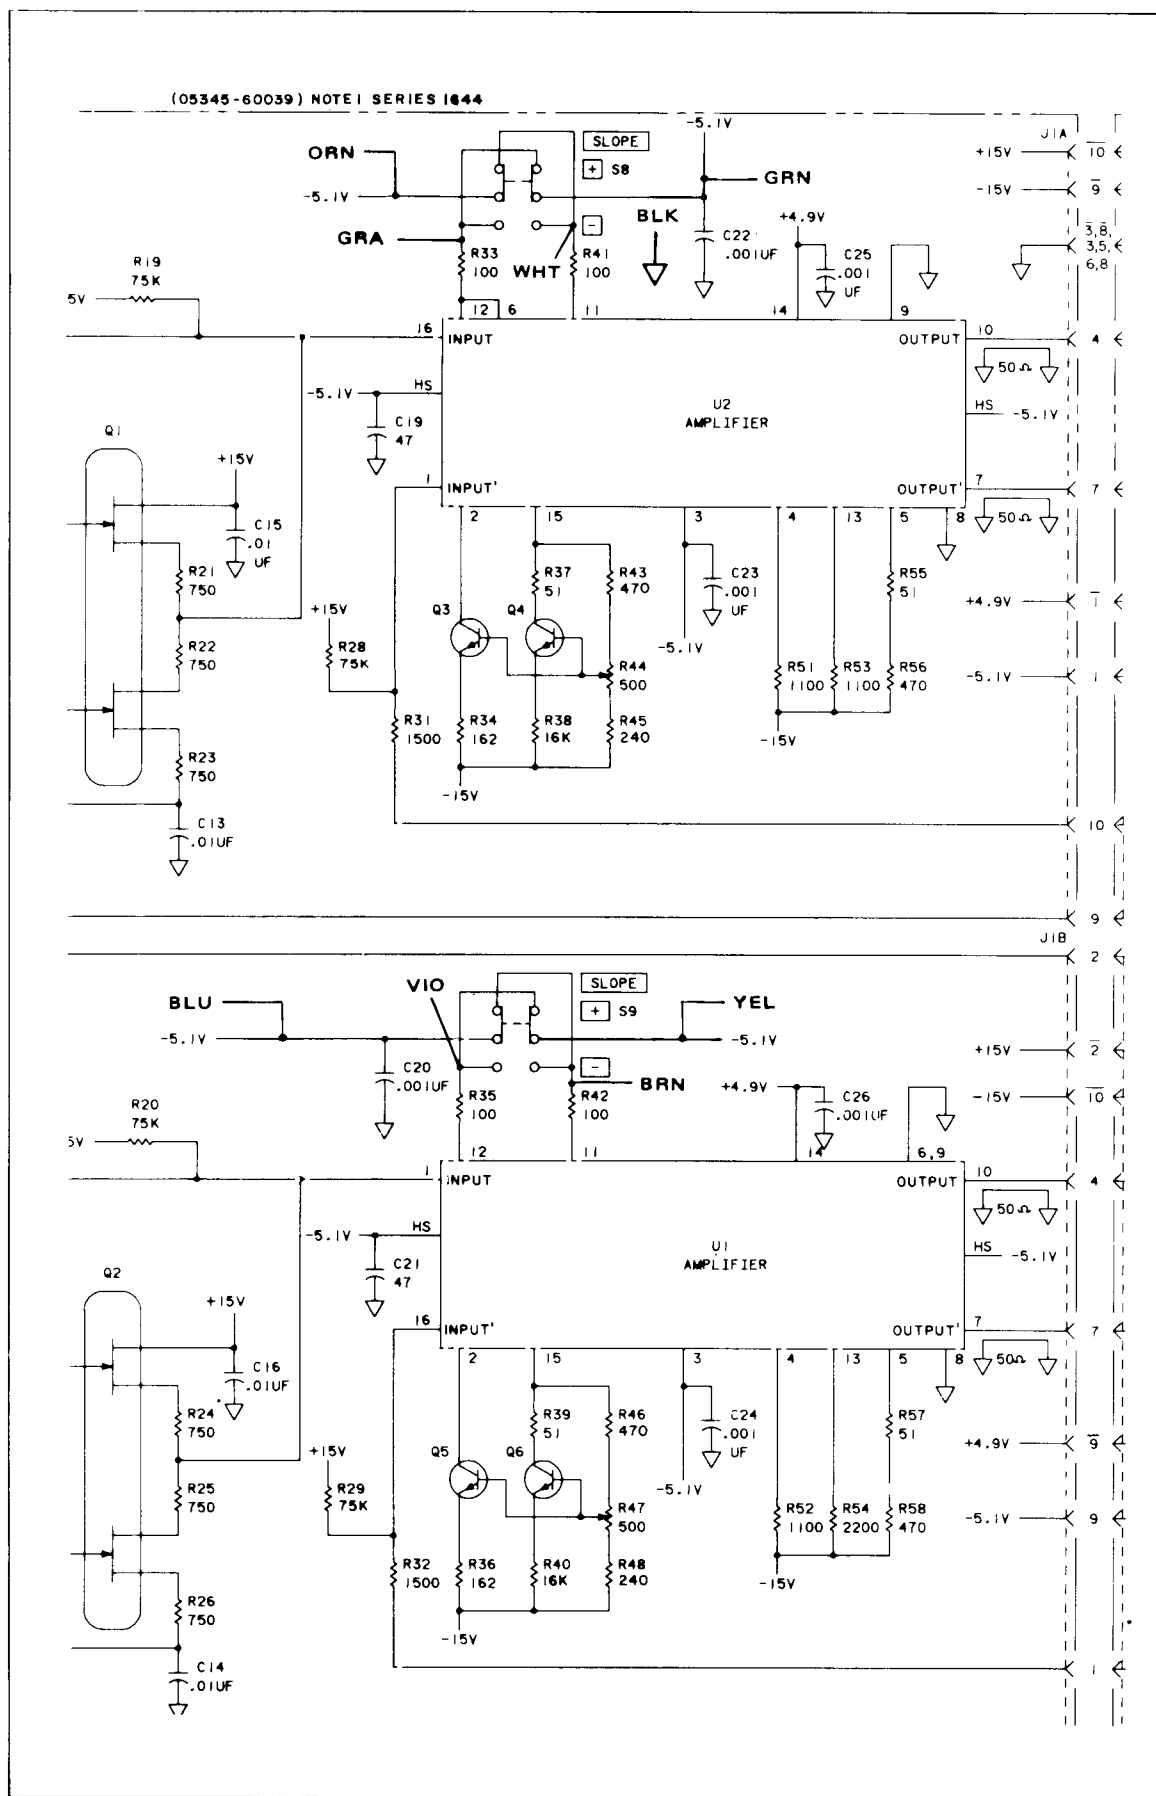 (05345-60039) NOTE 1 SERIES 1644
-5.1V
J1A
SLOPE
ORN
+15V
10
+ S8
GRN
-5.1V
-15V
9
BLK
+4.9V
3,8,
3,5,
6,8
GRA
-
C22
.001UF
R33
100
WHT
R41
100
C25
.001
UF
R19
75K
5V
12
6
11
14
9
16
INPUT
OUTPUT
10
4
50Ω
-5.1V
HS
U2
AMPLIFIER
HS
-5.1V
C19
47
Q1
+15V
1
INPUT'
OUTPUT'
7
7
2
15
3
4
13
5
8
50Ω
C15
.01
UF
R21
750
R37
51
R43
470
C23
.001
UF
R55
51
+4.9V
1
+15V
Q3
Q4
R22
750
R28
75K
-5.1V
R44
500
R51
1100
R53
1100
R56
470
-5.1V
1
R31
1500
R34
162
R38
16K
R45
240
-15V
R23
750
-15V
C13
.01UF
10
9
J1B
2
VIO
SLOPE
BLU
+ S9
YEL
-5.1V
-5.1V
+15V
2
C20
.001UF
-
BRN
+4.9V
-15V
10
R35
100
R42
100
C26
.001UF
R20
75K
5V
12
11
14
6,9
1
INPUT
OUTPUT
10
4
50Ω
-5.1V
HS
U1
AMPLIFIER
HS
-5.1V
C21
47
Q2
+15V
16
INPUT'
OUTPUT'
7
7
2
15
3
4
13
5
8
50Ω
C16
.01UF
R24
750
R39
51
R46
470
C24
.001
UF
R57
51
+15V
Q5
Q6
+4.9V
9
R25
750
R29
75K
-5.1V
R47
500
R52
1100
R54
2200
R58
470
-5.1V
9
R32
1500
R36
162
R40
16K
R48
240
-15V
R26
750
-15V
C14
.01UF
1